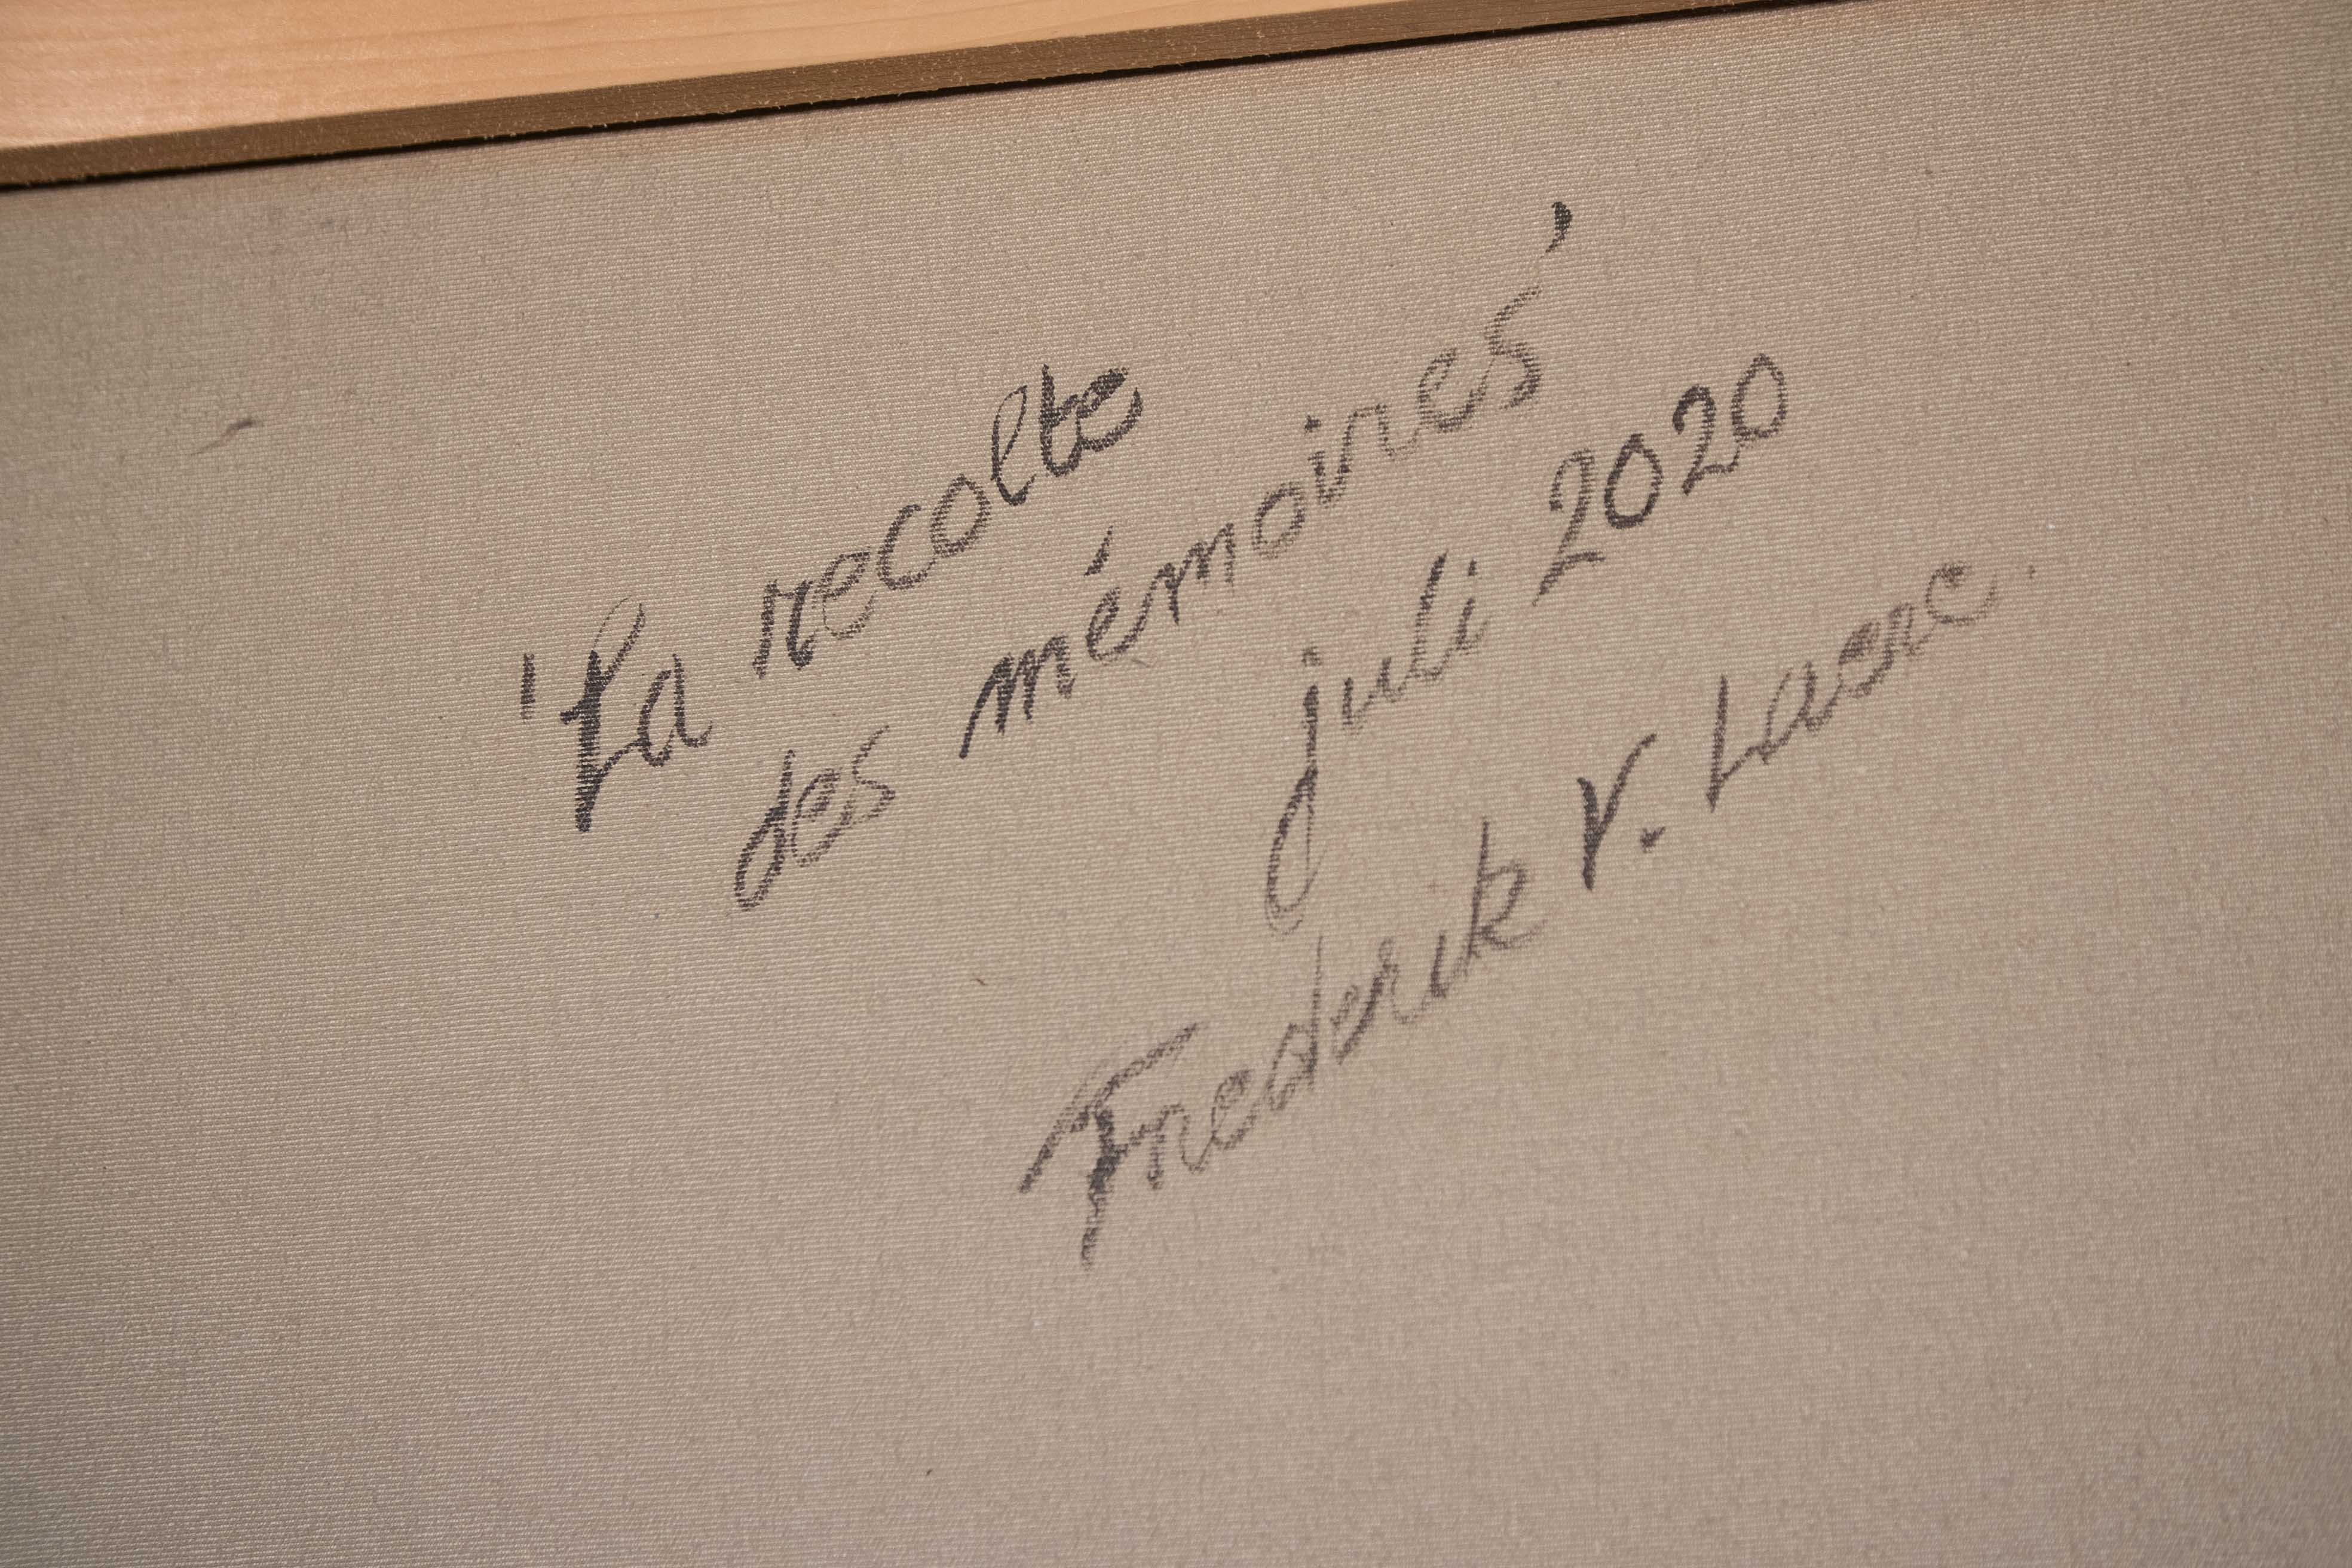 'La recolte
des mémoires'
juli 2020
Frederik v. Laere.